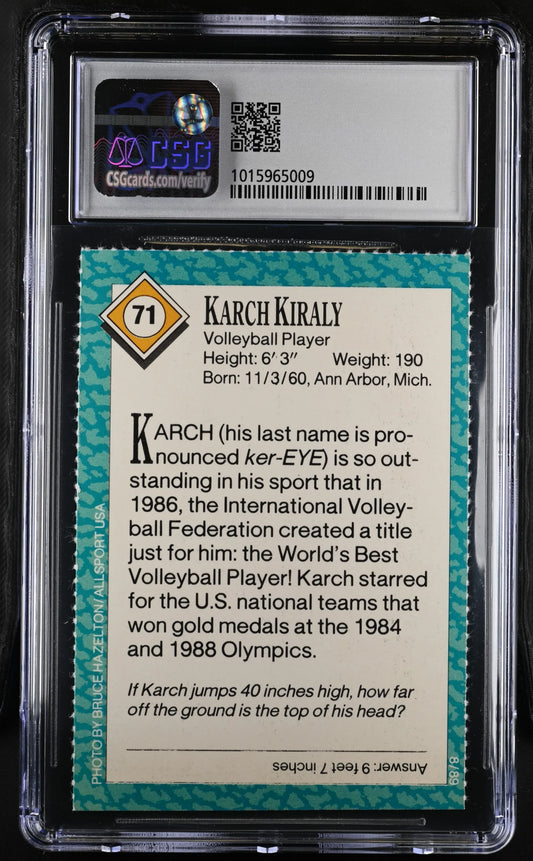 CSG
CSGcards.com/verify
1015965009
71
KARCH KIRALY
Volleyball Player
Height: 6′ 3″ Weight: 190
Born: 11/3/60, Ann Arbor, Mich.
KARCH (his last name is pro-
nounced ker-EYE) is so out-
standing in his sport that in
1986, the International Volley-
ball Federation created a title
just for him: the World's Best
Volleyball Player! Karch starred
for the U.S. national teams that
won gold medals at the 1984
and 1988 Olympics.
If Karch jumps 40 inches high, how far
off the ground is the top of his head?
Answer: 9 feet 7 inches
8/89
PHOTO BY BRUCE HAZELTON/ALLSPORT USA